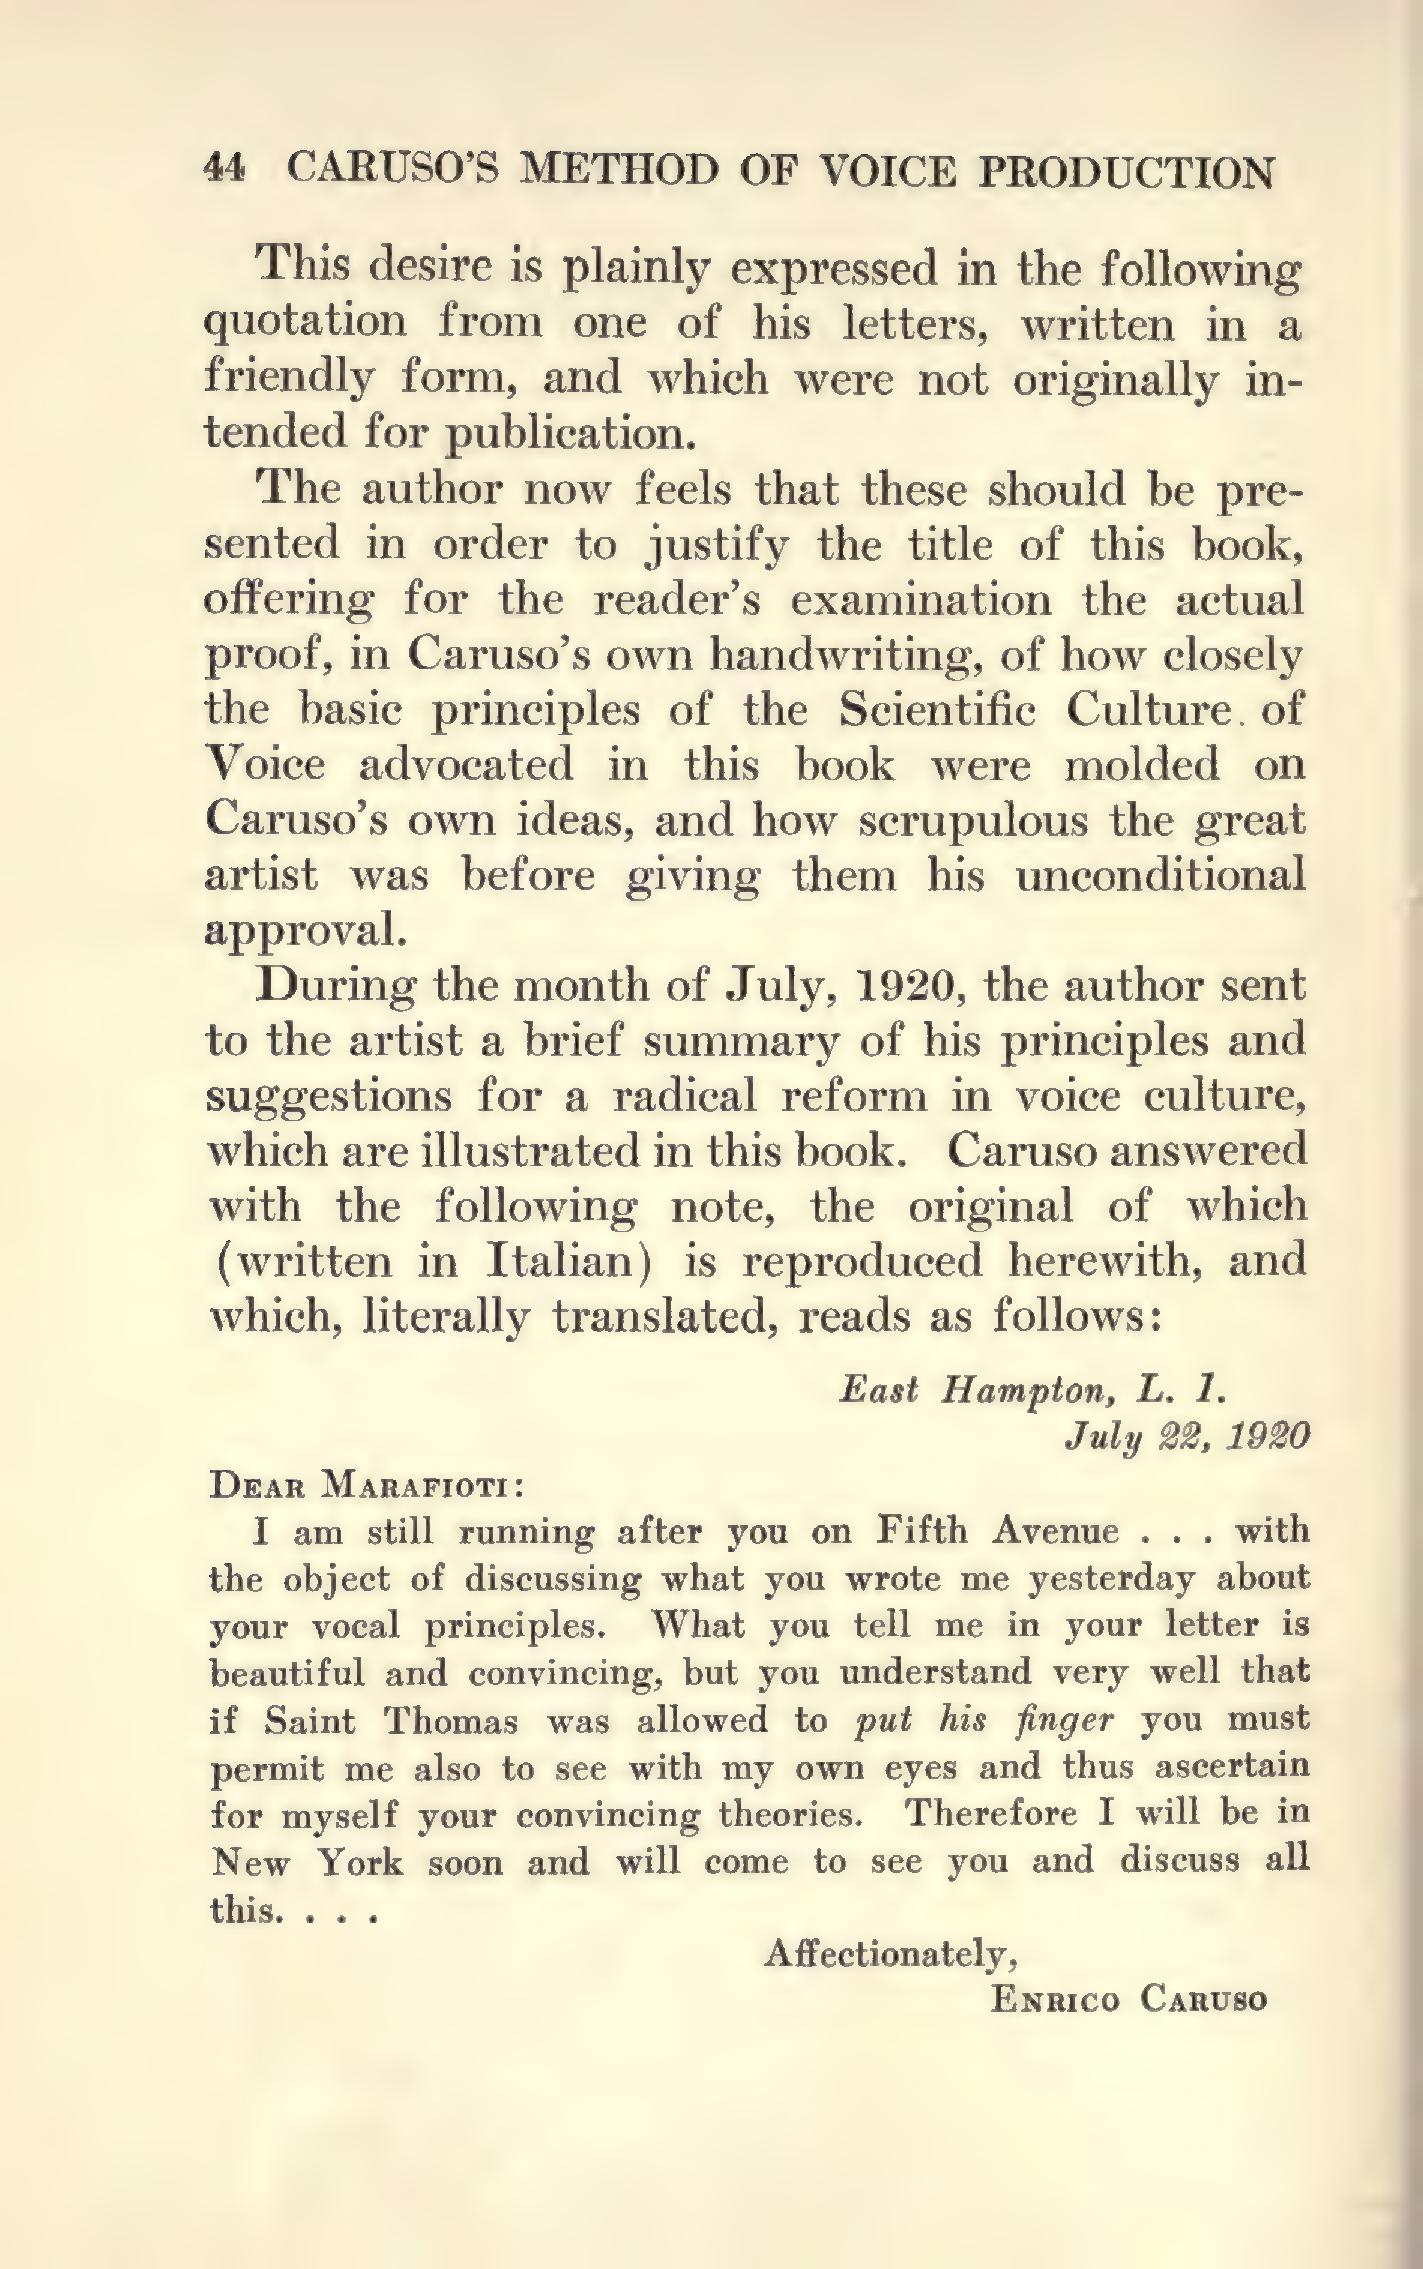 44 CARUSO'S METHOD OF VOICE PRODUCTION
This desire is plainly expressed in the following
quotation from one of his letters, written in a
friendly form, and which were not originally in-
tended for publication.
The author now feels that these should be pre-
sented in order to justify the title of this book,
offering for the reader's examination the actual
proof, in Caruso's own handwriting, of how closely
the basic principles of the Scientific Culture. of
Voice advocated in this book were molded on
Caruso's own ideas, and how scrupulous the great
artist was before giving them his unconditional
approval.
During the month of July, 1920, the author sent
to the artist a brief summary of his principles and
suggestions for a radical reform in voice culture,
which are illustrated in this book. Caruso answered
with the following note, the original of which
(written in Italian) is reproduced herewith, and
which, literally translated, reads as follows:
East Hampton, L. I.
July 22, 1920
DEAR MARAFIOTI:
I am still running after you on Fifth Avenue . . . with
the object of discussing what you wrote me yesterday about
your vocal principles. What you tell me in your letter is
beautiful and convincing, but you understand very well that
if Saint Thomas was allowed to put his finger you must
permit me also to see with my own eyes and thus ascertain
for myself your convincing theories. Therefore I will be in
New York soon and will come to see you and discuss all
this. . . .
Affectionately,
ENRICO CARUSO